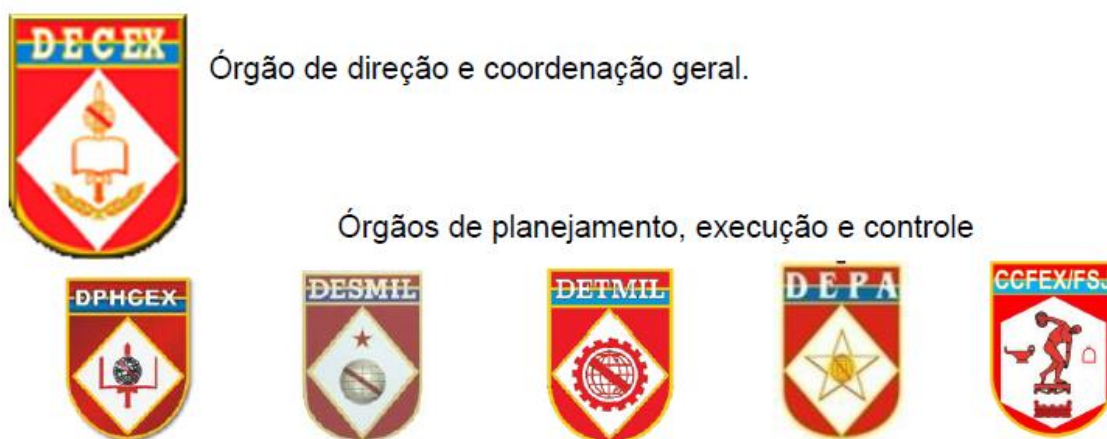 DECEX
Órgão de direção e coordenação geral.
Órgãos de planejamento, execução e controle
DPHCEX
DESMIL
DETMIL
DEPA
CCFEX/FSJ